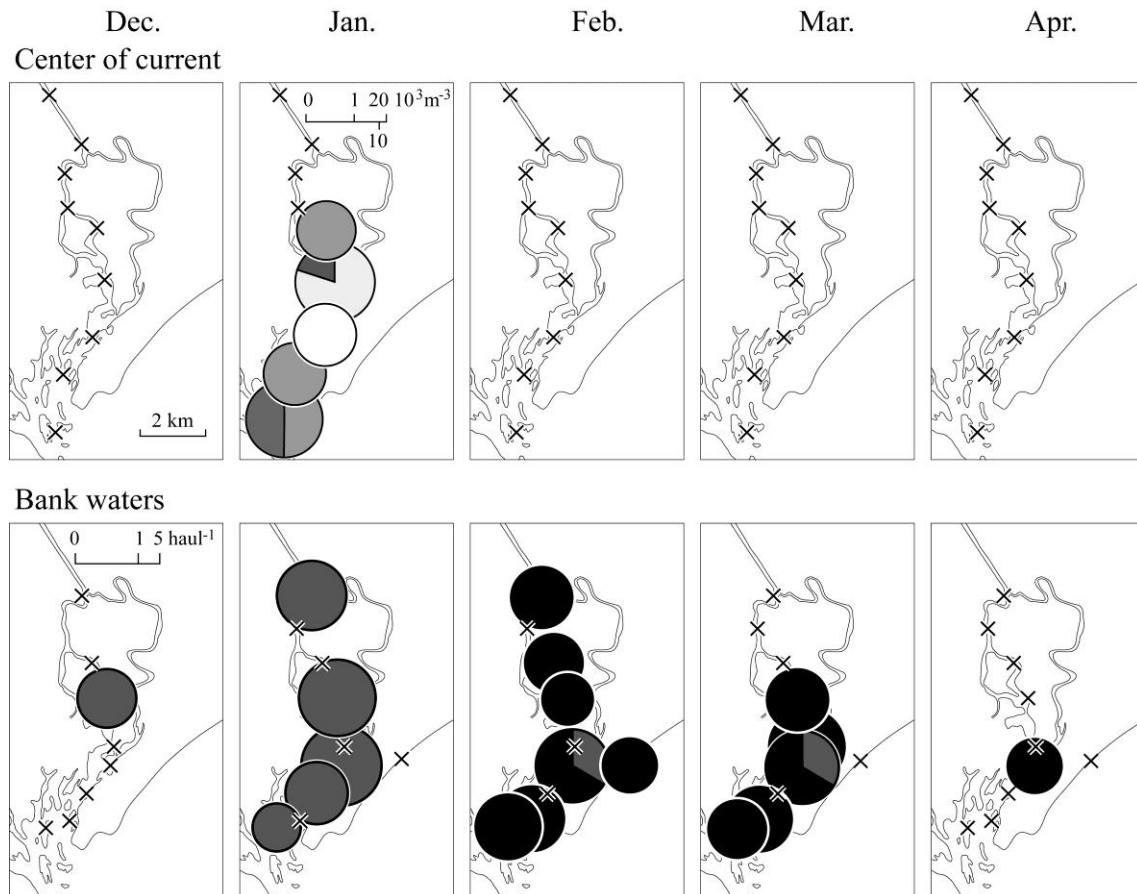 Dec. Jan. Feb. Mar. Apr.
Center of current
0 1 20 10³m⁻³
10
2 km
Bank waters
0 1 5 haul⁻¹